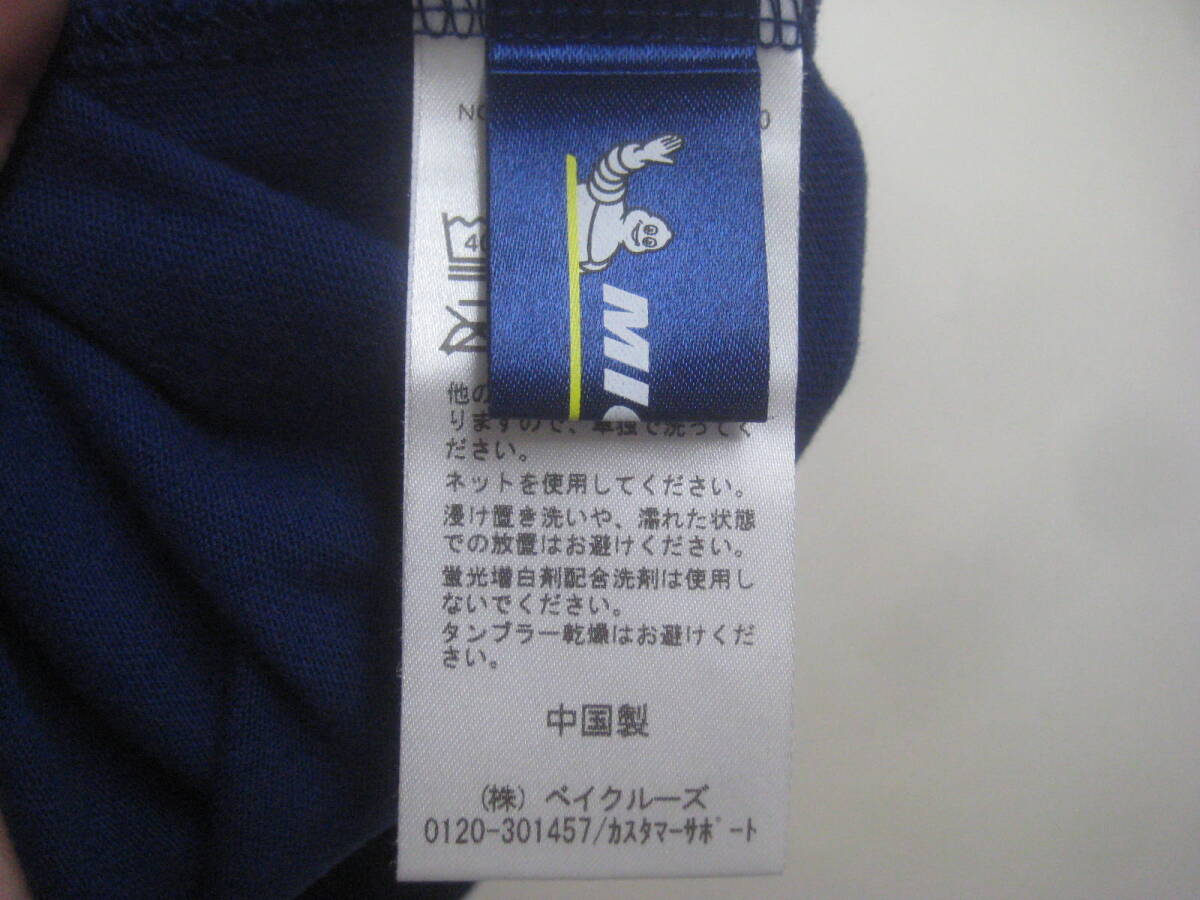 MIC
40
他の
りますので、単独で洗ってく
ださい。
ネットを使用してください。
浸け置き洗いや、濡れた状態
での放置はお避けください。
蛍光増白剤配合洗剤は使用し
ないでください。
タンブラー乾燥はお避けくだ
さい。
中国製
(株) ベイクルーズ
0120-301457/ｶｽﾀﾏｰｻﾎﾟｰﾄ